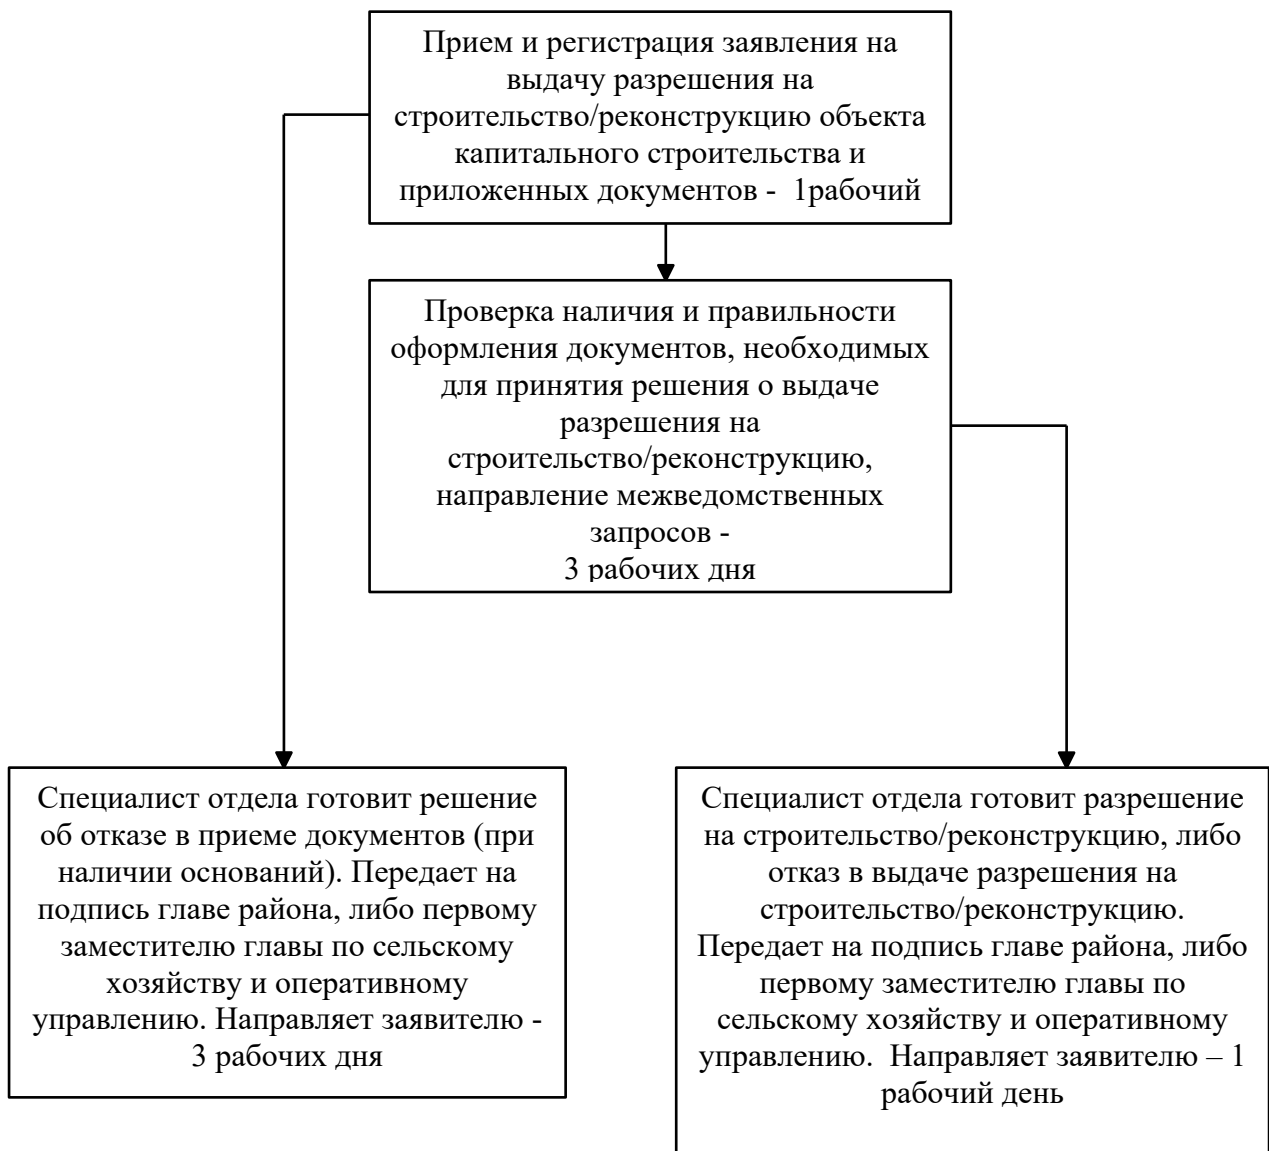 Прием и регистрация заявления на
выдачу разрешения на
строительство/реконструкцию объекта
капитального строительства и
приложенных документов -  1рабочий
Проверка наличия и правильности
оформления документов, необходимых
для принятия решения о выдаче
разрешения на
строительство/реконструкцию,
направление межведомственных
запросов -
3 рабочих дня
Специалист отдела готовит решение
об отказе в приеме документов (при
наличии оснований). Передает на
подпись главе района, либо первому
заместителю главы по сельскому
хозяйству и оперативному
управлению. Направляет заявителю -
3 рабочих дня
Специалист отдела готовит разрешение
на строительство/реконструкцию, либо
отказ в выдаче разрешения на
строительство/реконструкцию.
Передает на подпись главе района, либо
первому заместителю главы по
сельскому хозяйству и оперативному
управлению.  Направляет заявителю – 1
рабочий день